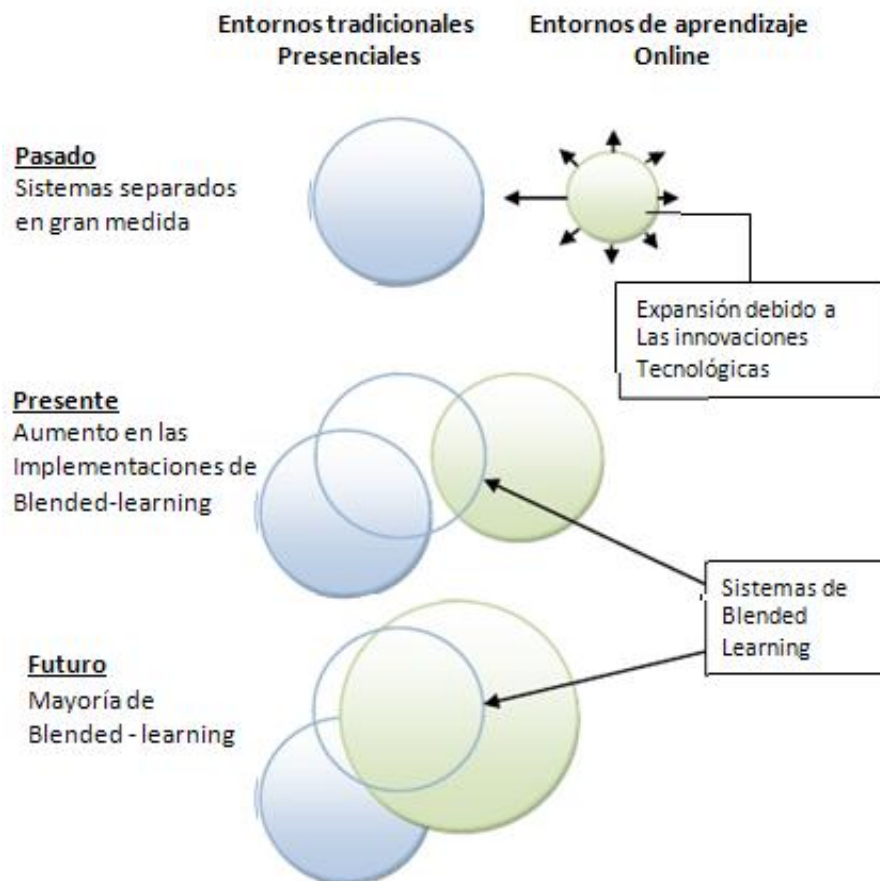 Entornos tradicionales
Presenciales
Entornos de aprendizaje
Online
Pasado
Sistemas separados
en gran medida
Expansión debido a
Las innovaciones
Tecnológicas
Presente
Aumento en las
Implementaciones de
Blended-learning
Sistemas de
Blended
Learning
Futuro
Mayoría de
Blended - learning